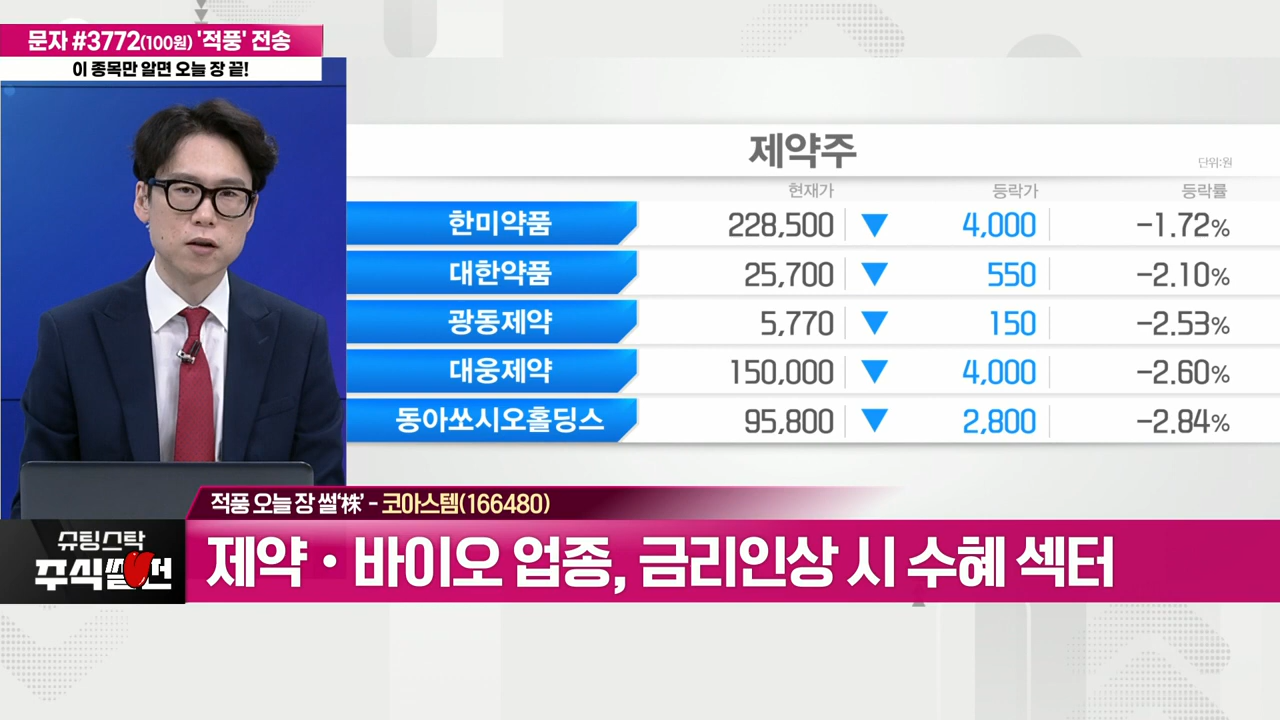 문자 #3772(100원) '적풍' 전송
이 종목만 알면 오늘 장 끝!
제약주
단위:원
현재가 등락가 등락률
한미약품 228,500 ▼ 4,000 -1.72%
대한약품 25,700 ▼ 550 -2.10%
광동제약 5,770 ▼ 150 -2.53%
대웅제약 150,000 ▼ 4,000 -2.60%
동아쏘시오홀딩스 95,800 ▼ 2,800 -2.84%
적풍 오늘 장 썰'株' - 코아스템(166480)
슈팅스탁
주식썰전
제약·바이오 업종, 금리인상 시 수혜 섹터